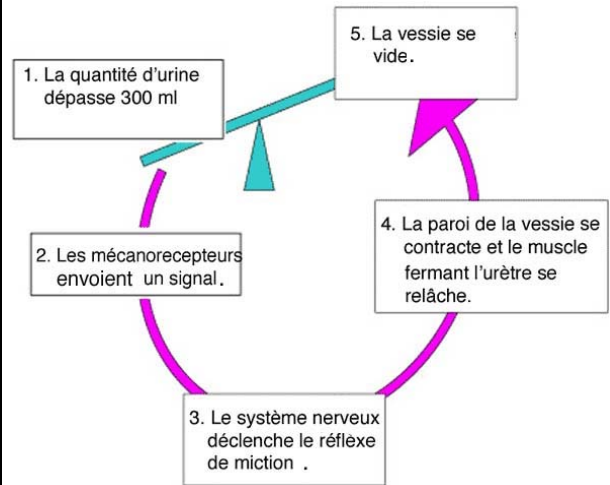 1. La quantité d'urine
dépasse 300 ml
2. Les mécanorecepteurs
envoient un signal.
3. Le système nerveux
déclenche le réflexe
de miction .
4. La paroi de la vessie se
contracte et le muscle
fermant l'urètre se
relâche.
5. La vessie se
vide.